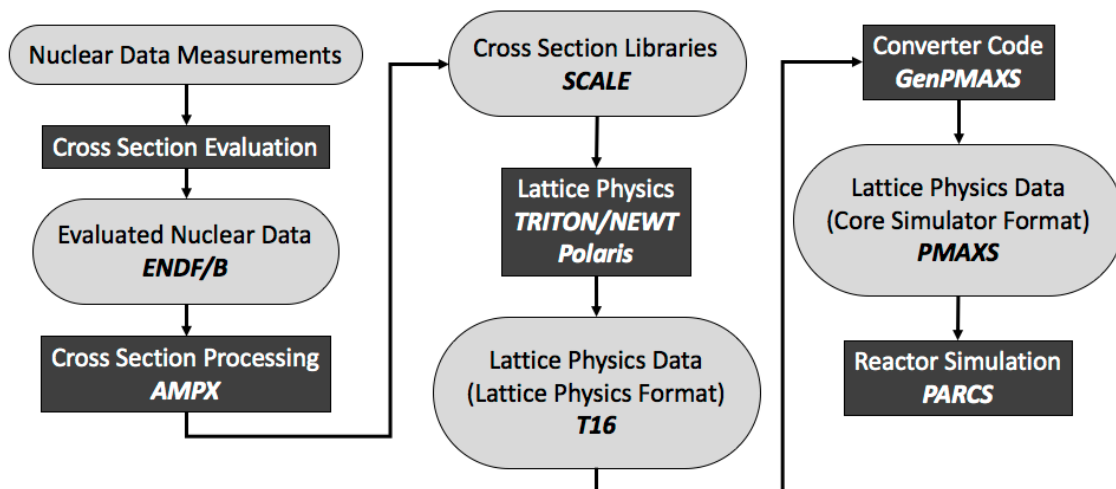 Nuclear Data Measurements
Cross Section Evaluation
Evaluated Nuclear Data
ENDF/B
Cross Section Processing
AMPX
Cross Section Libraries
SCALE
Lattice Physics
TRITON/NEWT
Polaris
Lattice Physics Data
(Lattice Physics Format)
T16
Converter Code
GenPMAXS
Lattice Physics Data
(Core Simulator Format)
PMAXS
Reactor Simulation
PARCS